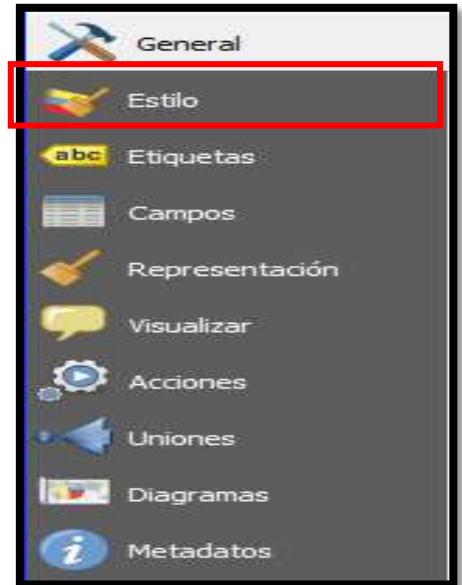 General
Estilo
abc Etiquetas
Campos
Representación
Visualizar
Acciones
Uniones
Diagramas
Metadatos